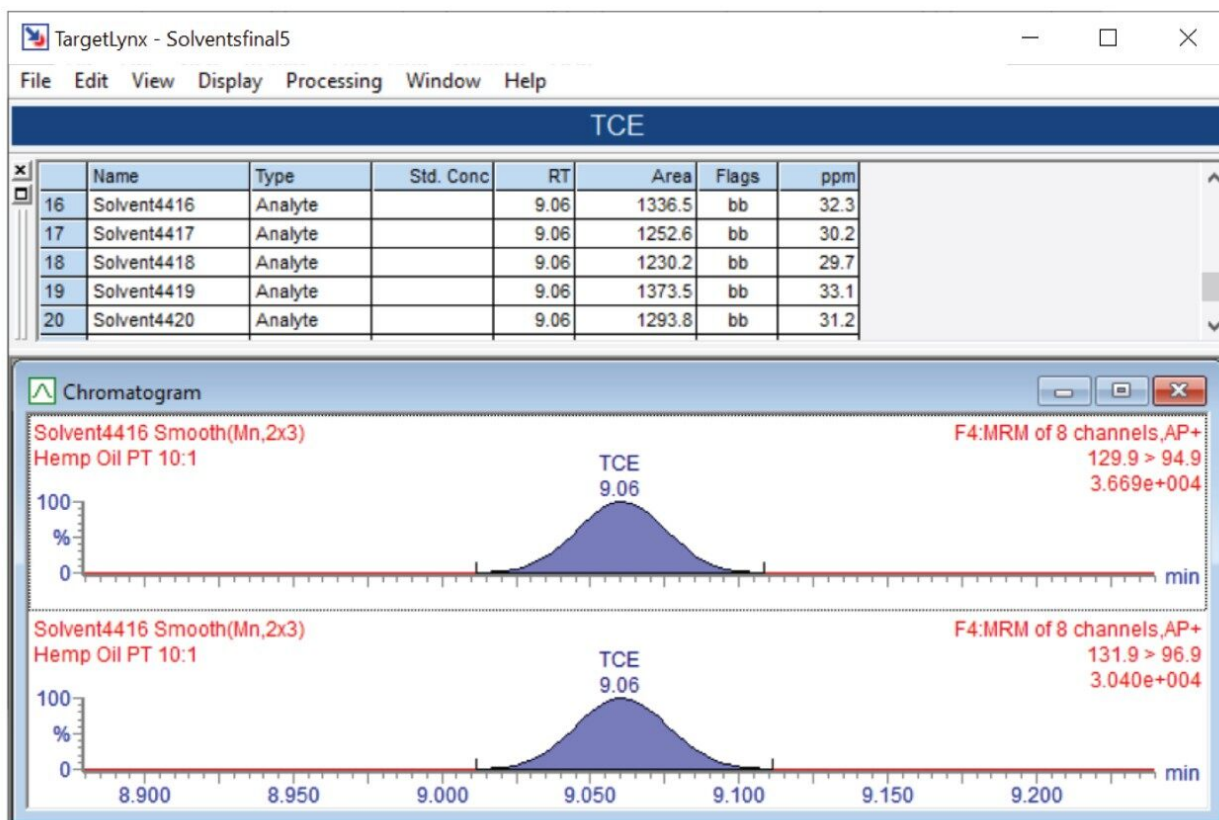 TargetLynx - Solventsfinal5
File Edit View Display Processing Window Help
TCE
Name Type Std. Conc RT Area Flags ppm
16 Solvent4416 Analyte 9.06 1336.5 bb 32.3
17 Solvent4417 Analyte 9.06 1252.6 bb 30.2
18 Solvent4418 Analyte 9.06 1230.2 bb 29.7
19 Solvent4419 Analyte 9.06 1373.5 bb 33.1
20 Solvent4420 Analyte 9.06 1293.8 bb 31.2
Chromatogram
Solvent4416 Smooth(Mn,2x3) F4:MRM of 8 channels,AP+
Hemp Oil PT 10:1 129.9 > 94.9
3.669e+004
TCE
9.06
100
%
0
min
Solvent4416 Smooth(Mn,2x3) F4:MRM of 8 channels,AP+
Hemp Oil PT 10:1 131.9 > 96.9
3.040e+004
TCE
9.06
100
%
0
min
8.900 8.950 9.000 9.050 9.100 9.150 9.200